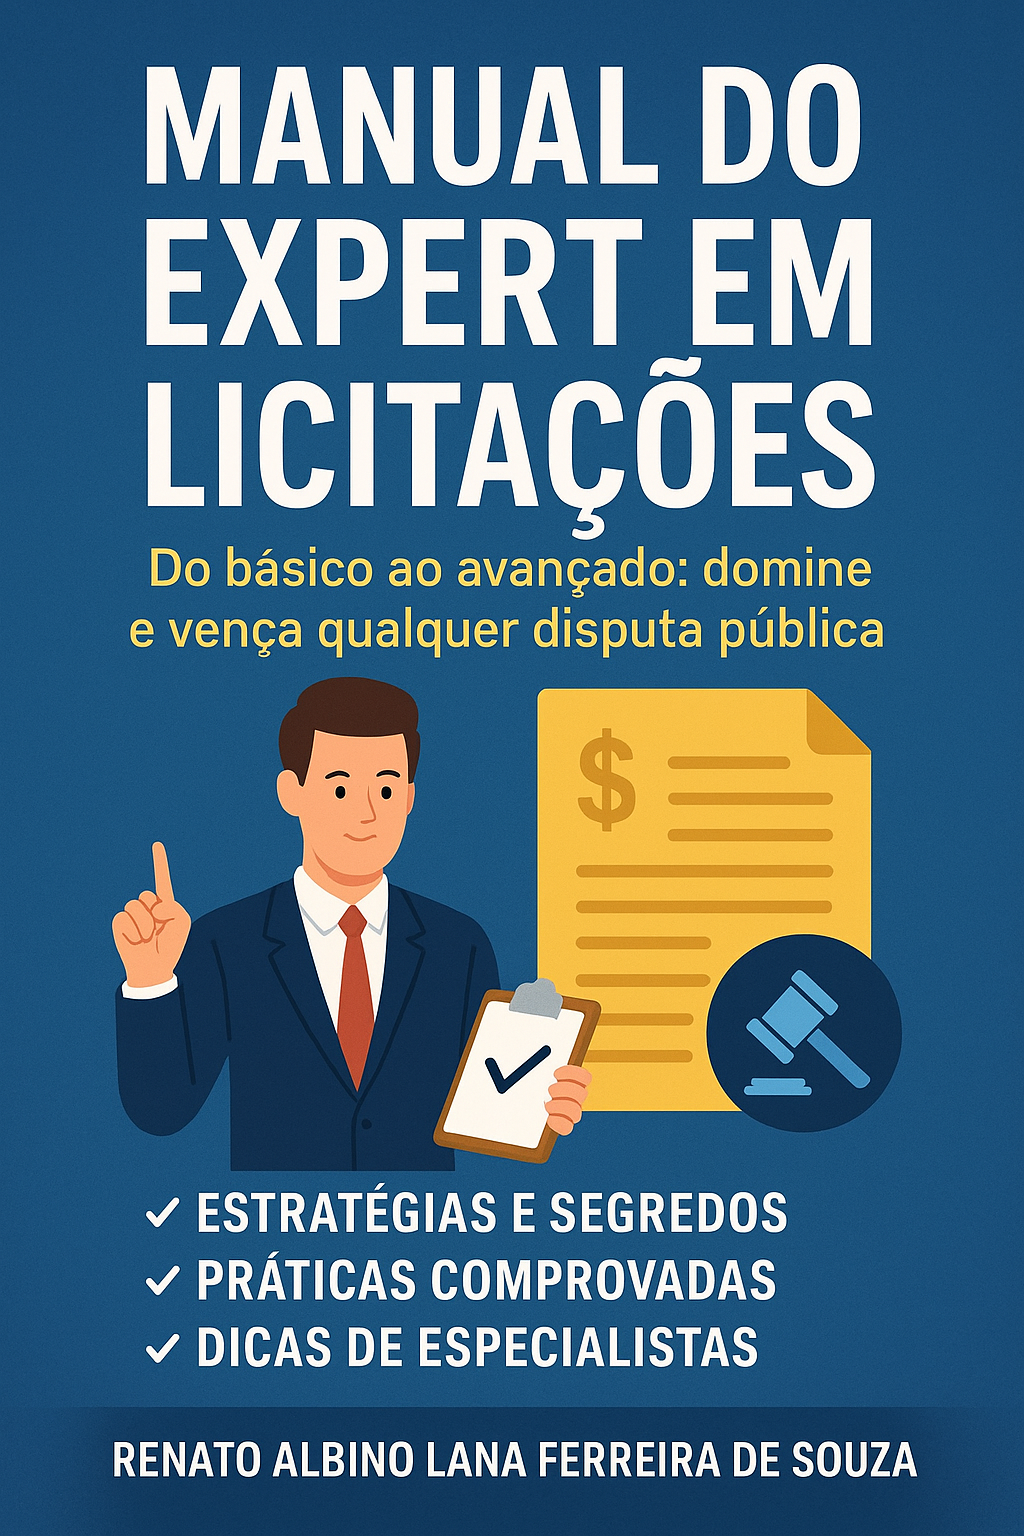 MANUAL DO
EXPERT EM
LICITAÇÕES
Do básico ao avançado: domine
e vença qualquer disputa pública
$
✓ ESTRATÉGIAS E SEGREDOS
✓ PRÁTICAS COMPROVADAS
✓ DICAS DE ESPECIALISTAS
RENATO ALBINO LANA FERREIRA DE SOUZA